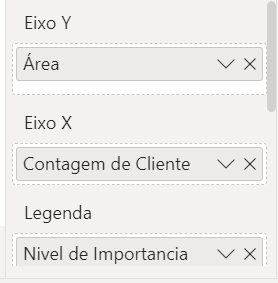 Eixo Y
Área
Eixo X
Contagem de Cliente
Legenda
Nivel de Importancia